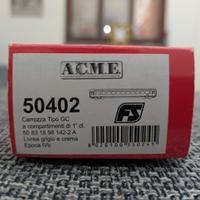 A.C.M.E.
50402
Carrozza Tipo GC
a compartimenti di 1° cl.
50 83 18 98 142-2 A
Livrea grigio e crema
Epoca IVb
FS